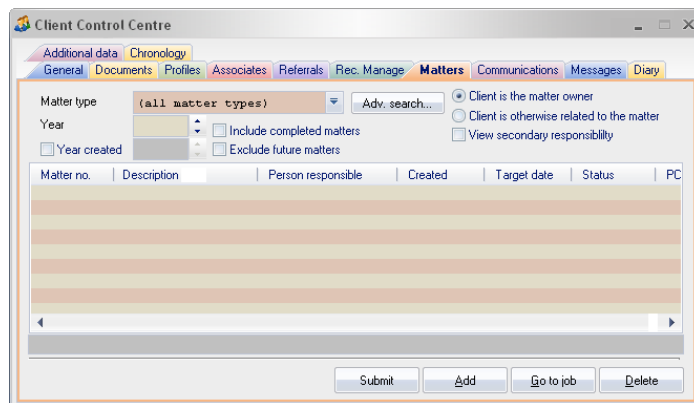 Client Control Centre
Additional data Chronology
General Documents Profiles Associates Referrals Rec. Manage Matters Communications Messages Diary
Matter type (all matter types) Adv. search... Client is the matter owner
Client is otherwise related to the matter
Year Include completed matters View secondary responsiblity
Year created Exclude future matters
Matter no. Description Person responsible Created Target date Status PC
Submit Add Go to job Delete